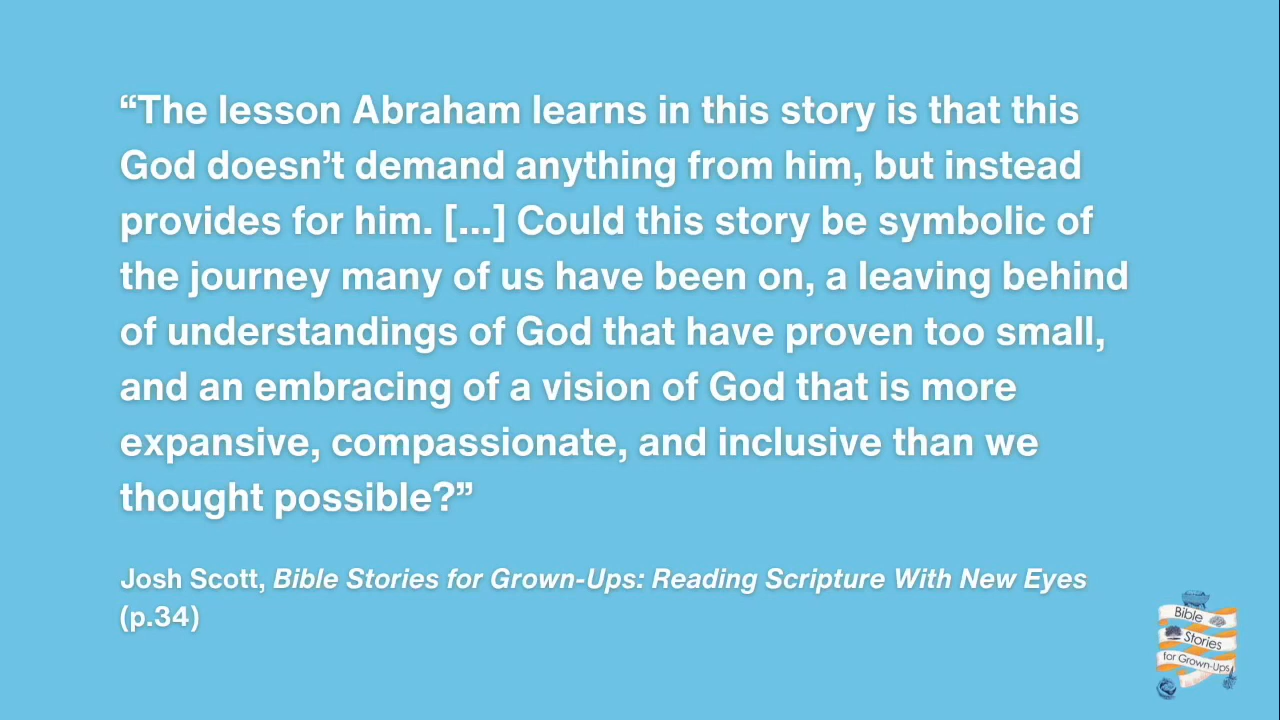 “The lesson Abraham learns in this story is that this
God doesn’t demand anything from him, but instead
provides for him. [...] Could this story be symbolic of
the journey many of us have been on, a leaving behind
of understandings of God that have proven too small,
and an embracing of a vision of God that is more
expansive, compassionate, and inclusive than we
thought possible?”
Josh Scott, Bible Stories for Grown-Ups: Reading Scripture With New Eyes
(p.34)
Bible
Stories
for Grown-Ups